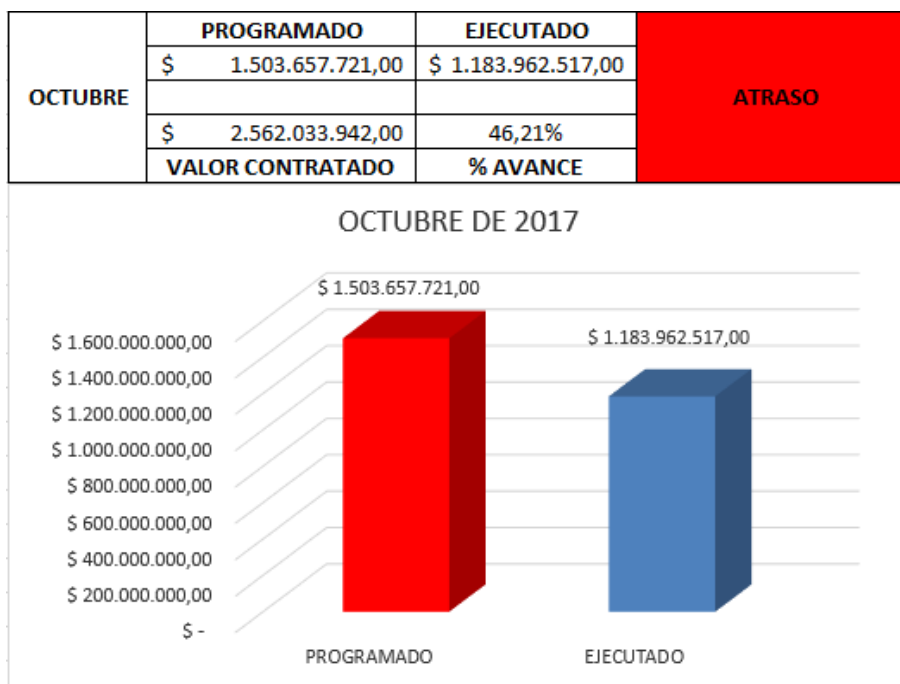 PROGRAMADO EJECUTADO
$ 1.503.657.721,00 $ 1.183.962.517,00
OCTUBRE ATRASO
$ 2.562.033.942,00 46,21%
VALOR CONTRATADO % AVANCE
OCTUBRE DE 2017
$ 1.503.657.721,00
$ 1.183.962.517,00
$ 1.600.000.000,00
$ 1.400.000.000,00
$ 1.200.000.000,00
$ 1.000.000.000,00
$ 800.000.000,00
$ 600.000.000,00
$ 400.000.000,00
$ 200.000.000,00
$ -
PROGRAMADO EJECUTADO